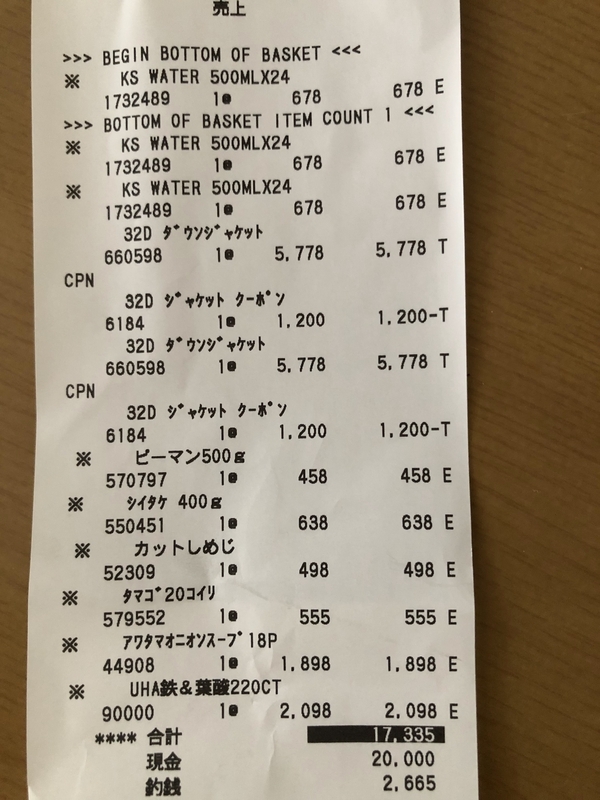 売上
>>> BEGIN BOTTOM OF BASKET <<<
※ KS WATER 500MLX24
1732489 1@ 678 678 E
>>> BOTTOM OF BASKET ITEM COUNT 1 <<<
※ KS WATER 500MLX24
1732489 1@ 678 678 E
※ KS WATER 500MLX24
1732489 1@ 678 678 E
32D ﾀﾞｳﾝｼﾞｬｹｯﾄ
660598 1@ 5,778 5,778 T
CPN
32D ｼﾞｬｹｯﾄ ｸｰﾎﾟﾝ
6184 1@ 1,200 1,200-T
32D ﾀﾞｳﾝｼﾞｬｹｯﾄ
660598 1@ 5,778 5,778 T
CPN
32D ｼﾞｬｹｯﾄ ｸｰﾎﾟﾝ
6184 1@ 1,200 1,200-T
※ ピーマン500g
570797 1@ 458 458 E
※ ｼｲﾀｹ 400g
550451 1@ 638 638 E
※ カットしめじ
52309 1@ 498 498 E
※ ﾀﾏｺﾞ20ｺｲﾘ
579552 1@ 555 555 E
※ ｱﾜﾀﾏｵﾆｵﾝｽｰﾌﾟ18P
44908 1@ 1,898 1,898 E
※ UHA鉄＆葉酸220CT
90000 1@ 2,098 2,098 E
**** 合計 17,335
現金 20,000
釣銭 2,665